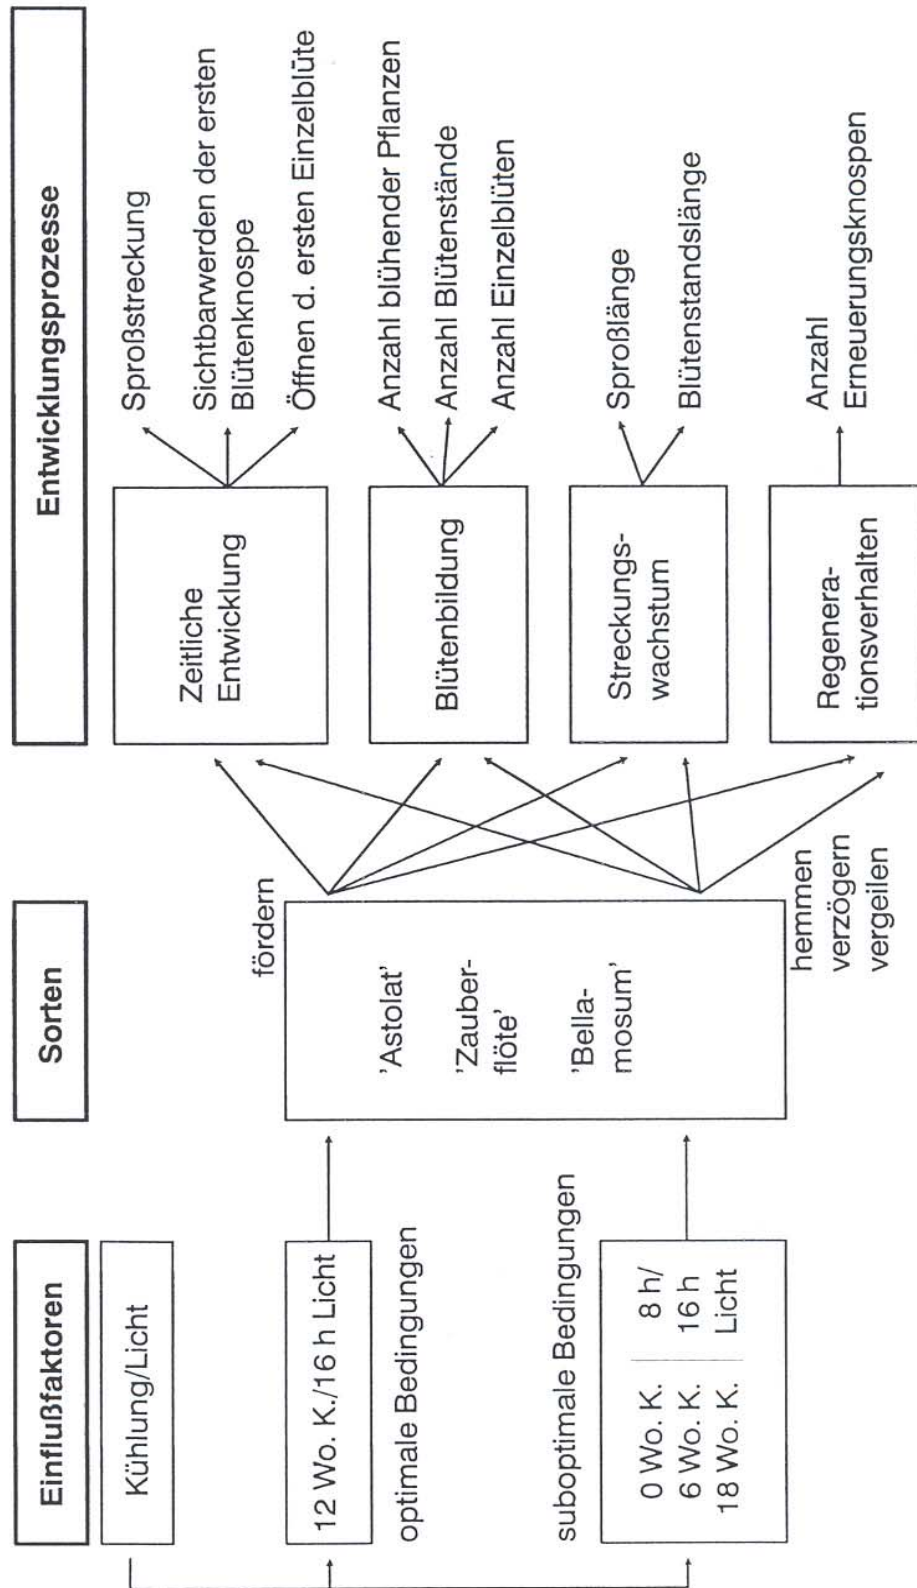 Einflußfaktoren
Kühlung/Licht
12 Wo. K./16 h Licht
optimale Bedingungen
suboptimale Bedingungen
0 Wo. K. 8 h/
6 Wo. K. 16 h
18 Wo. K. Licht
Sorten
fördern
'Astolat'
'Zauber-
flöte'
'Bella-
mosum'
hemmen
verzögern
vergeilen
Entwicklungsprozesse
Zeitliche
Entwicklung
Sproßstreckung
Sichtbarwerden der ersten
Blütenknospe
Öffnen d. ersten Einzelblüte
Blütenbildung
Anzahl blühender Pflanzen
Anzahl Blütenstände
Anzahl Einzelblüten
Streckungs-
wachstum
Sproßlänge
Blütenstandslänge
Regenera-
tionsverhalten
Anzahl
Erneuerungsknospen